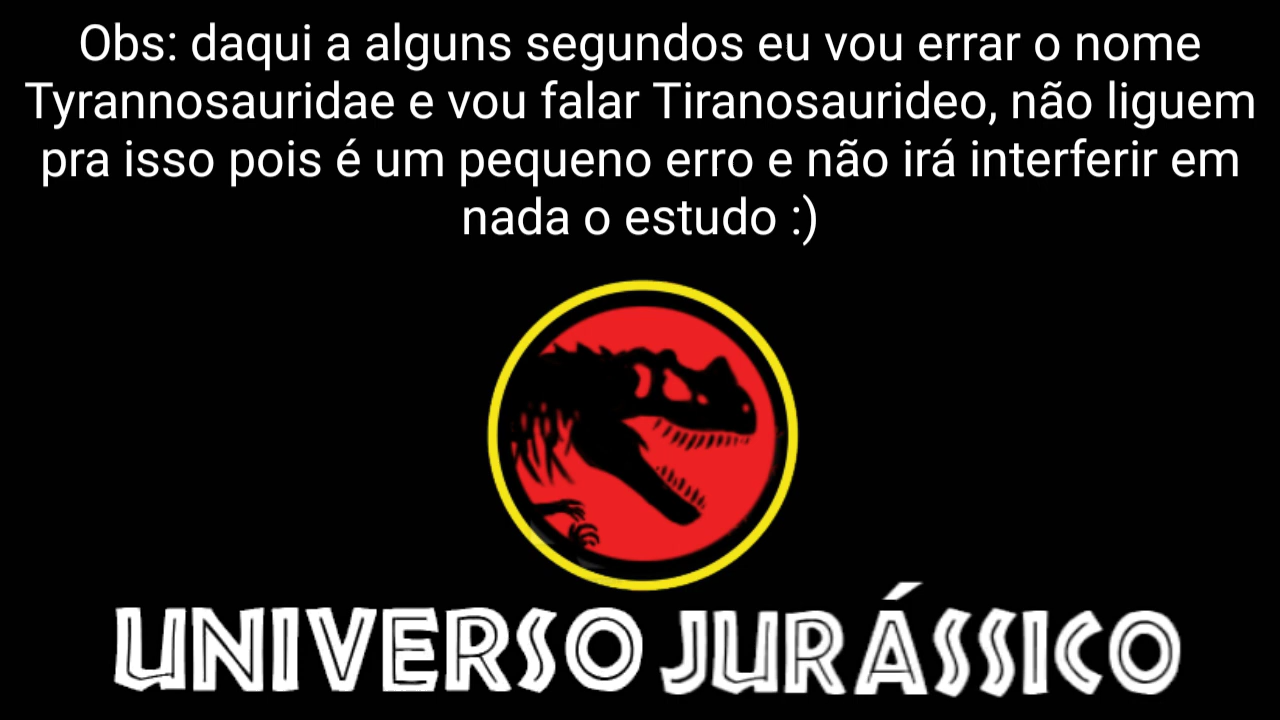 Obs: daqui a alguns segundos eu vou errar o nome
Tyrannosauridae e vou falar Tiranosaurideo, não liguem
pra isso pois é um pequeno erro e não irá interferir em
nada o estudo :)
UNIVERSO JURÁSSICO